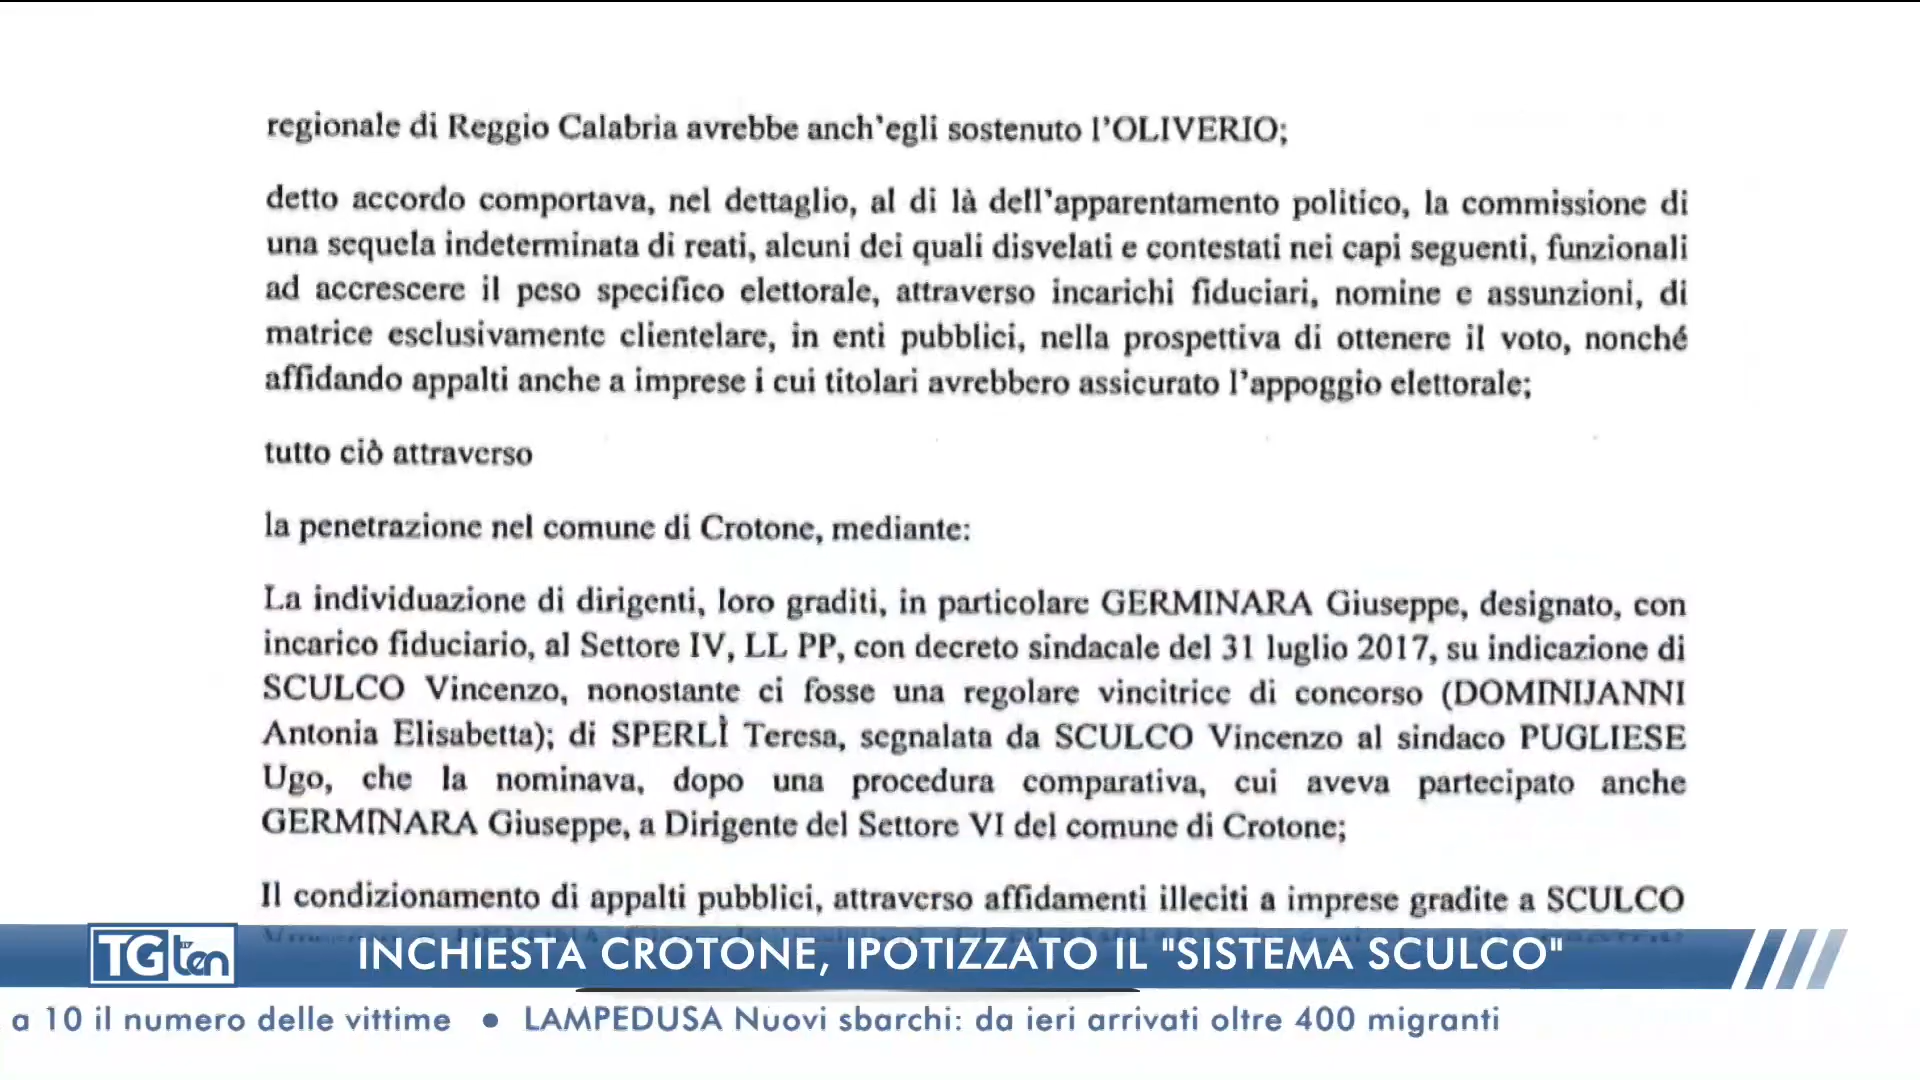 regionale di Reggio Calabria avrebbe anch'egli sostenuto l'OLIVERIO;
detto accordo comportava, nel dettaglio, al di là dell'apparentamento politico, la commissione di
una sequela indeterminata di reati, alcuni dei quali disvelati e contestati nei capi seguenti, funzionali
ad accrescere il peso specifico elettorale, attraverso incarichi fiduciari, nomine e assunzioni, di
matrice esclusivamente clientelare, in enti pubblici, nella prospettiva di ottenere il voto, nonché
affidando appalti anche a imprese i cui titolari avrebbero assicurato l'appoggio elettorale;
tutto ciò attraverso
la penetrazione nel comune di Crotone, mediante:
La individuazione di dirigenti, loro graditi, in particolare GERMINARA Giuseppe, designato, con
incarico fiduciario, al Settore IV, LL PP, con decreto sindacale del 31 luglio 2017, su indicazione di
SCULCO Vincenzo, nonostante ci fosse una regolare vincitrice di concorso (DOMINIJANNI
Antonia Elisabetta); di SPERLÌ Teresa, segnalata da SCULCO Vincenzo al sindaco PUGLIESE
Ugo, che la nominava, dopo una procedura comparativa, cui aveva partecipato anche
GERMINARA Giuseppe, a Dirigente del Settore VI del comune di Crotone;
Il condizionamento di appalti pubblici, attraverso affidamenti illeciti a imprese gradite a SCULCO
TG ten
INCHIESTA CROTONE, IPOTIZZATO IL "SISTEMA SCULCO"
a 10 il numero delle vittime • LAMPEDUSA Nuovi sbarchi: da ieri arrivati oltre 400 migranti